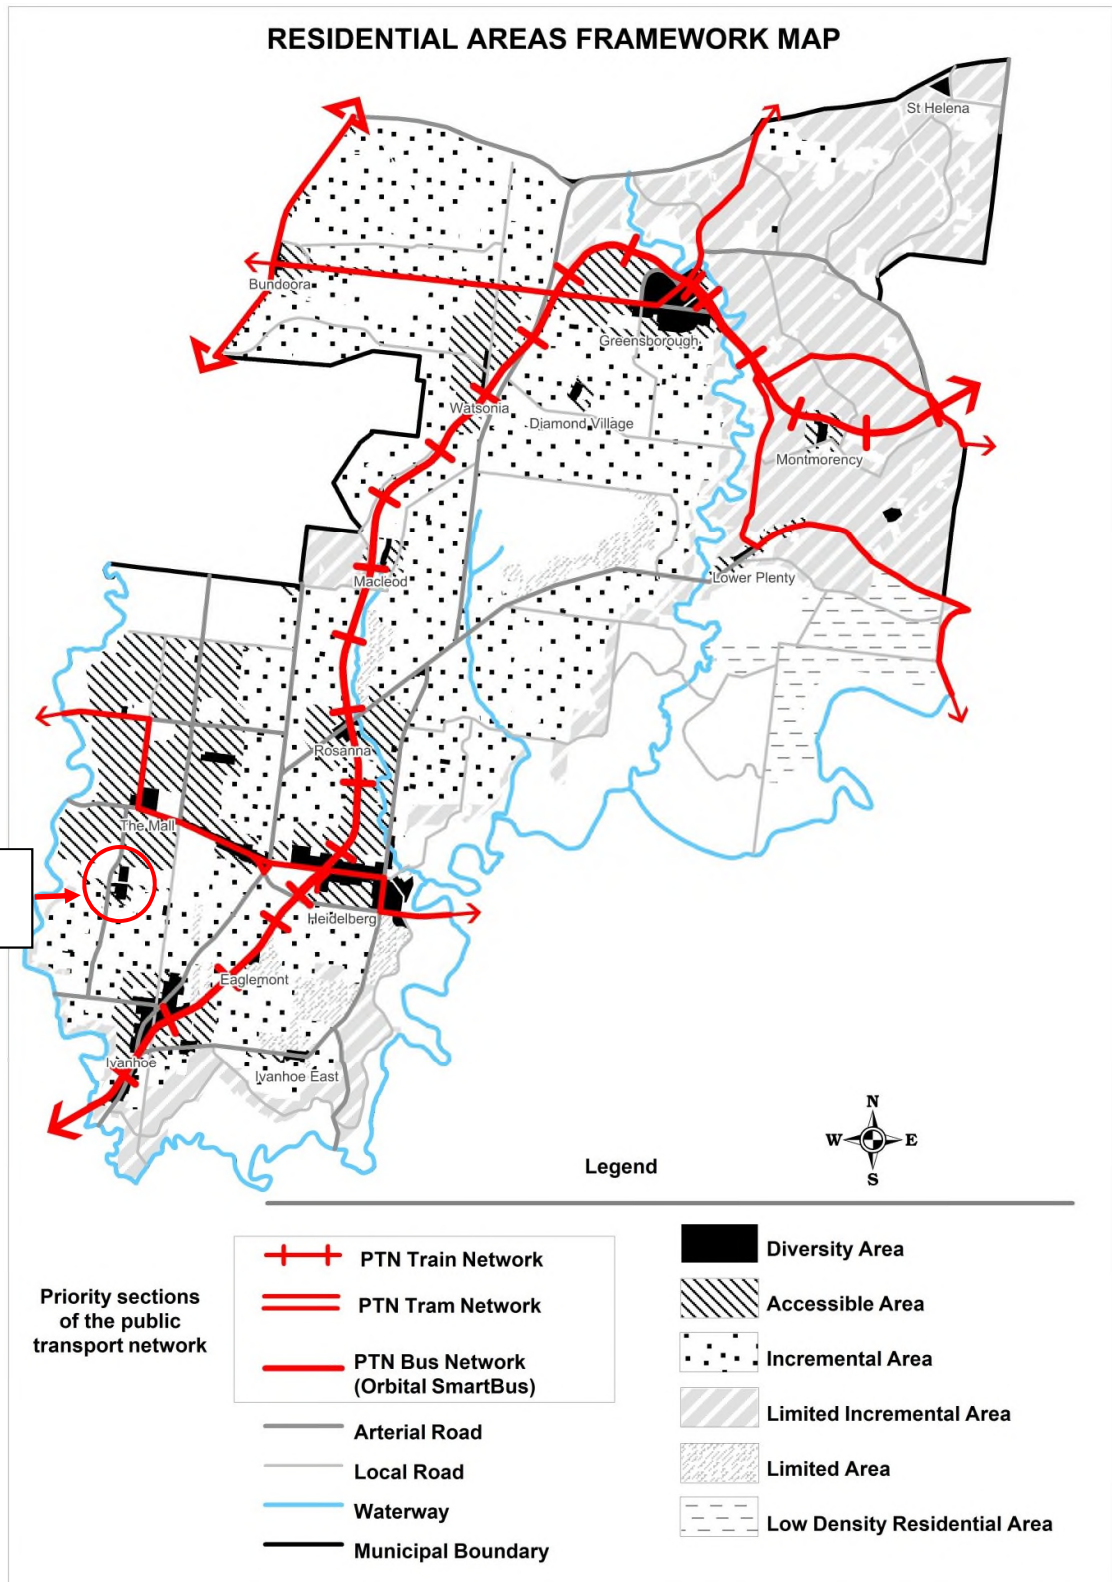 RESIDENTIAL AREAS FRAMEWORK MAP
St Helena
Bundoora
Greensborough
Watsonia
Diamond Village
Montmorency
Macleod
Lower Plenty
Rosanna
The Mall
Heidelberg
Eaglemont
Ivanhoe
Ivanhoe East
N
W
E
S
Legend
Priority sections
of the public
transport network
PTN Train Network
PTN Tram Network
PTN Bus Network
(Orbital SmartBus)
Arterial Road
Local Road
Waterway
Municipal Boundary
Diversity Area
Accessible Area
Incremental Area
Limited Incremental Area
Limited Area
Low Density Residential Area